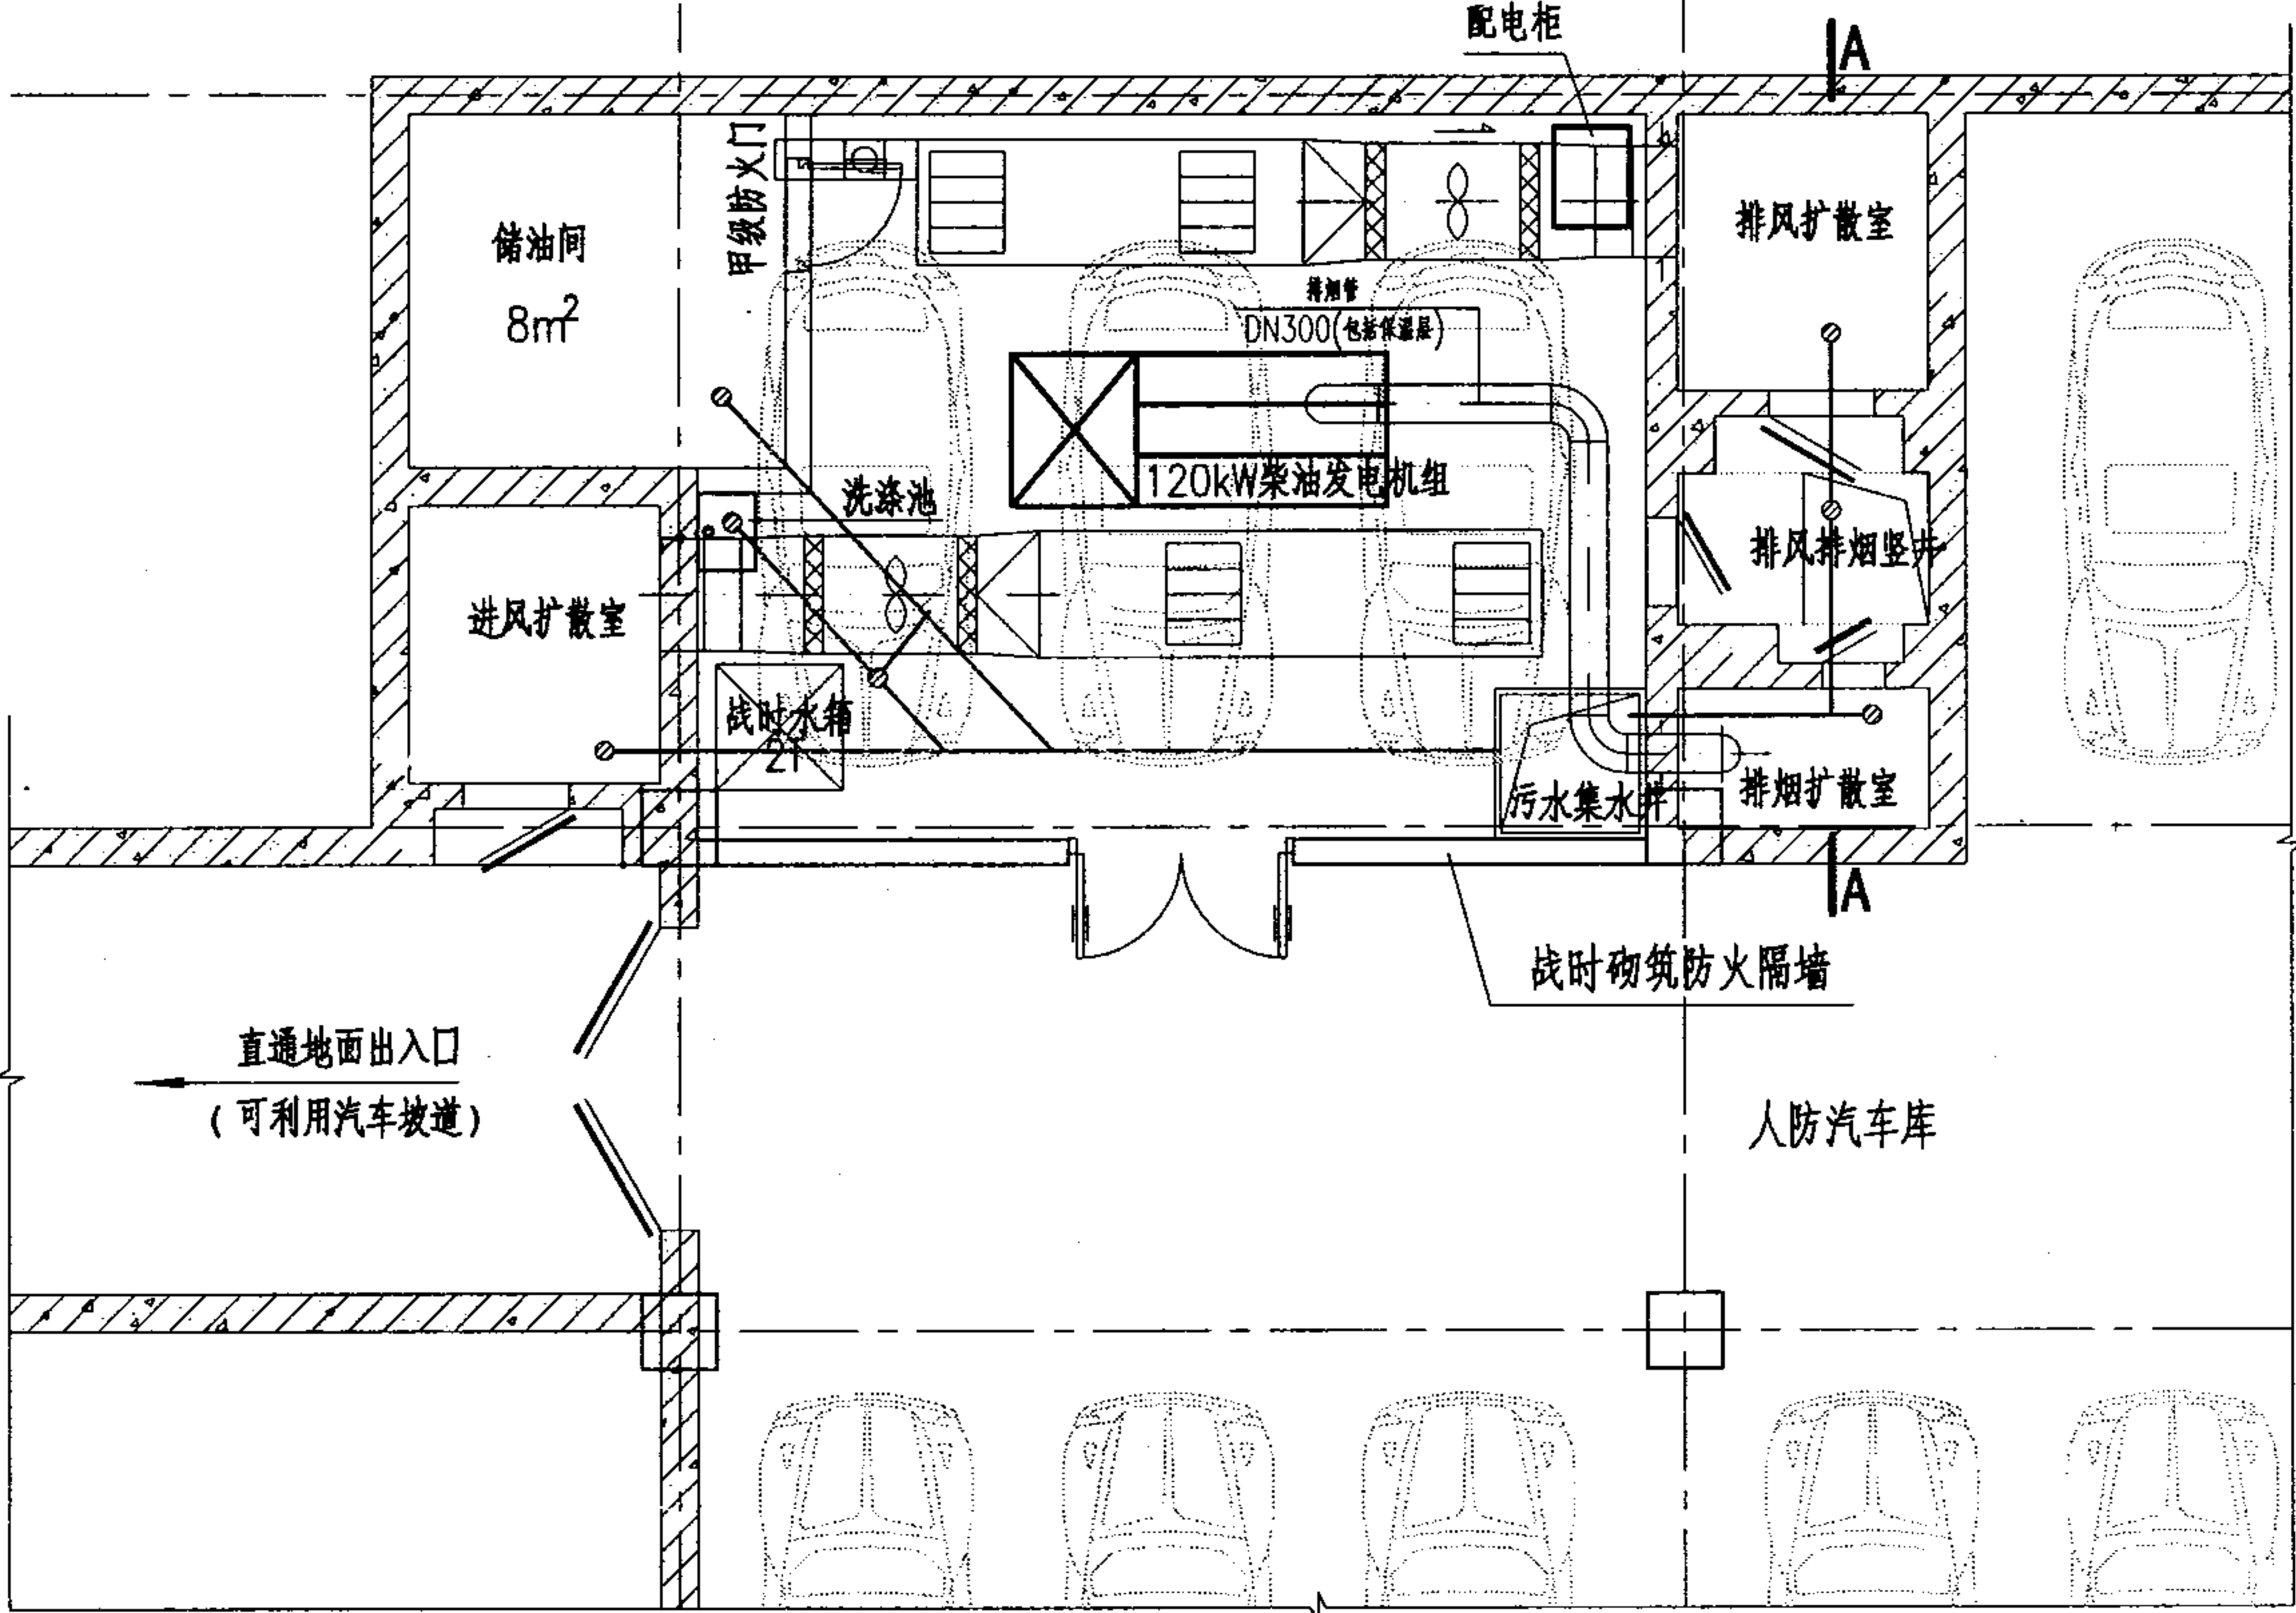 配电柜
A
甲级防火门
储油间
8m²
排风扩散室
排烟管
DN300(包括保温层)
120kW柴油发电机组
洗涤池
排风排烟竖井
进风扩散室
战时水箱
2T
污水集水井
排烟扩散室
A
战时砌筑防火隔墙
直通地面出入口
(可利用汽车坡道)
人防汽车库